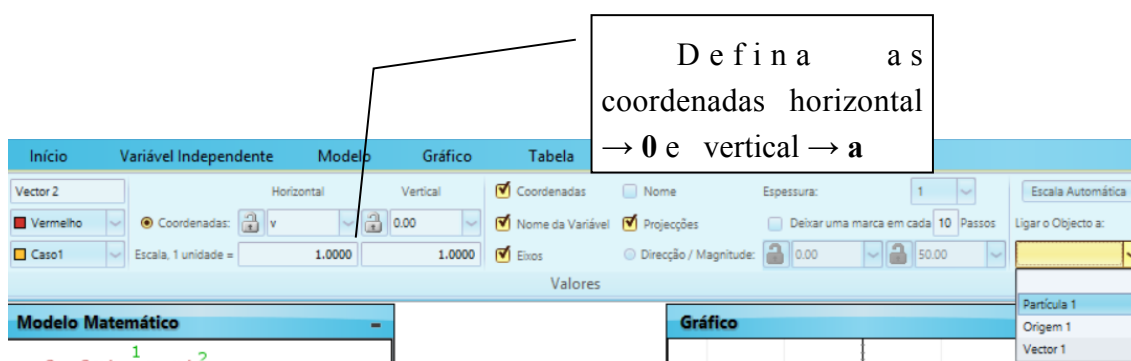 Defina as
coordenadas horizontal
→ 0 e vertical → a
Início Variável Independente Modelo Gráfico Tabela
Vector 2 Horizontal Vertical Coordenadas Nome Espessura: 1 Escala Automática
Vermelho Coordenadas: v 0.00 Nome da Variável Projecções Deixar uma marca em cada 10 Passos Ligar o Objecto a:
Caso1 Escala, 1 unidade = 1.0000 1.0000 Eixos Direcção / Magnitude: 0.00 50.00
Valores
Partícula 1
Origem 1
Vector 1
Modelo Matemático Gráfico